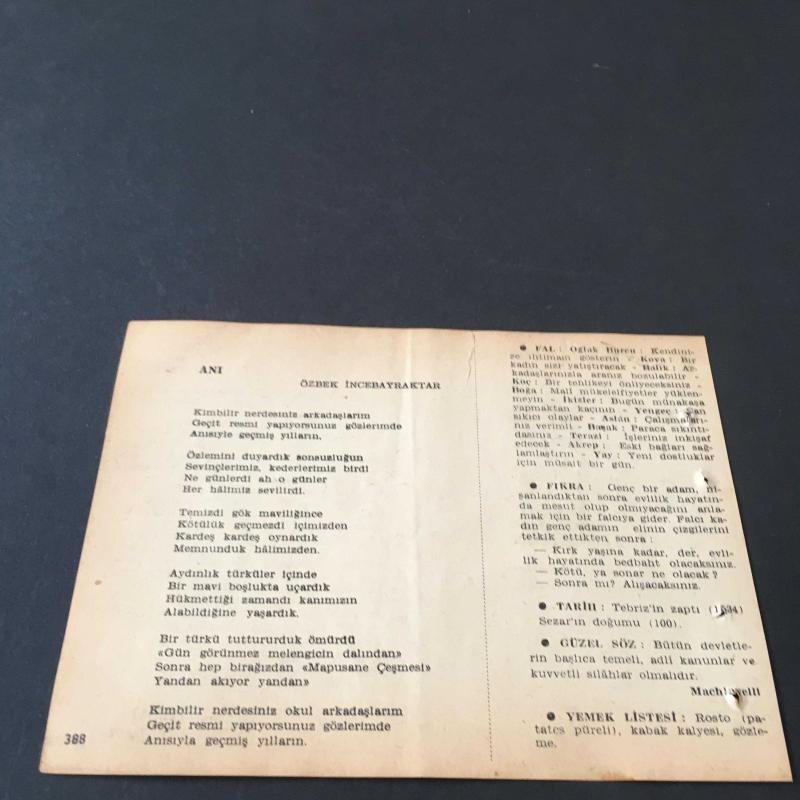 ANI
ÖZBEK İNCEBAYRAKTAR
Kimbilir nerdesiniz arkadaşlarım
Geçit resmi yapıyorsunuz gözlerimde
Anısiyle geçmiş yılların.
Özlemini duyardık sonsuzluğun
Sevinçlerimiz, kederlerimiz birdi
Ne günlerdi ah o günler
Her hâlimiz sevilirdi.
Temizdi gök maviliğince
Kötülük geçmezdi içimizden
Kardeş kardeş oynardık
Memnunduk hâlimizden.
Aydınlık türküler içinde
Bir mavi boşlukta uçardık
Hükmettiği zamandı kanımızın
Alabildiğine yaşardık.
Bir türkü tuttururduk ömürdü
«Gün görünmez melengicin dalından»
Sonra hep birağızdan «Mapusane Çeşmesi»
Yandan akıyor yandan»
Kimbilir nerdesiniz okul arkadaşlarım
Geçit resmi yapıyorsunuz gözlerimde
Anısıyla geçmiş yılların.
388
● FAL : Oğlak Burcu : Kendini-
ze ihtimam gösterin - Kova : Bir
kadın sizi yatıştıracak - Balık : Ar-
kadaşlarınızla aranız bozulabilir -
Koç : Bir tehlikeyi önliyeceksiniz -
Boğa : Mali mükelelfiyetler yüklen-
meyin - İkizler : Bugün münakaşa
yapmaktan kaçının - Yengeç : Can
sıkıcı olaylar - Aslan : Çalışmaları-
nız verimli - Başak : Paraca sıkıntı-
dasınız - Terazi : İşleriniz inkişaf
edecek - Akrep : Eski bağları sağ-
lamlaştırın - Yay : Yeni dostluklar
için müsait bir gün.
● FIKRA : Genç bir adam, ni-
şanlandıktan sonra evlilik hayatın-
da mesut olup olmıyacağını anla-
mak için bir falcıya gider. Falcı ka-
dın genç adamın elinin çizgilerini
tetkik ettikten sonra :
— Kırk yaşına kadar, der, evli-
lik hayatında bedbaht olacaksınız.
— Kötü, ya sonar ne olacak ?
— Sonra mı? Alışacaksınız.
● TARİH : Tebriz'in zaptı (1534)
Sezar'ın doğumu (100).
● GÜZEL SÖZ : Bütün devletle-
rin başlıca temeli, adli kanunlar ve
kuvvetli silâhlar olmalıdır.
Machiavelli
● YEMEK LİSTESİ : Rosto (pa-
tates püreli), kabak kalyesi, gözle-
me.